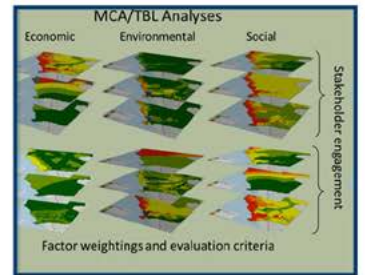 MCA/TBL Analyses
Economic Environmental Social
Stakeholder engagement
Factor weightings and evaluation criteria